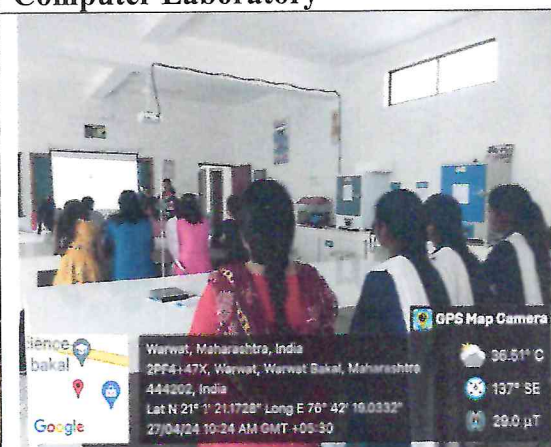 Computer Laboratory
GPS Map Camera
ience
bakal
Google
Warwat, Maharashtra, India
2PF4+47X, Warwat, Warwat Bakal, Maharashtra
444202, India
Lat N 21° 1' 21.1728" Long E 76° 42' 19.0332"
27/04/24 10:24 AM GMT +05:30
36.51° C
137° SE
29.0 µT